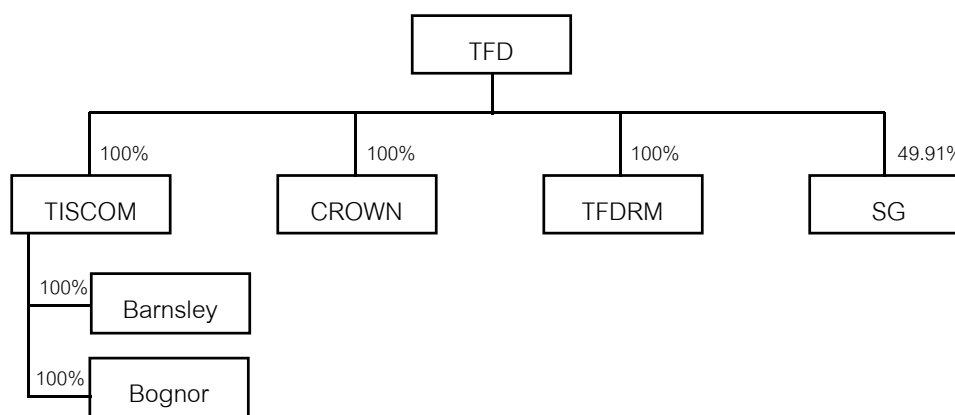 TFD
100%
100%
100%
49.91%
TISCOM
CROWN
TFDRM
SG
100%
Barnsley
100%
Bognor